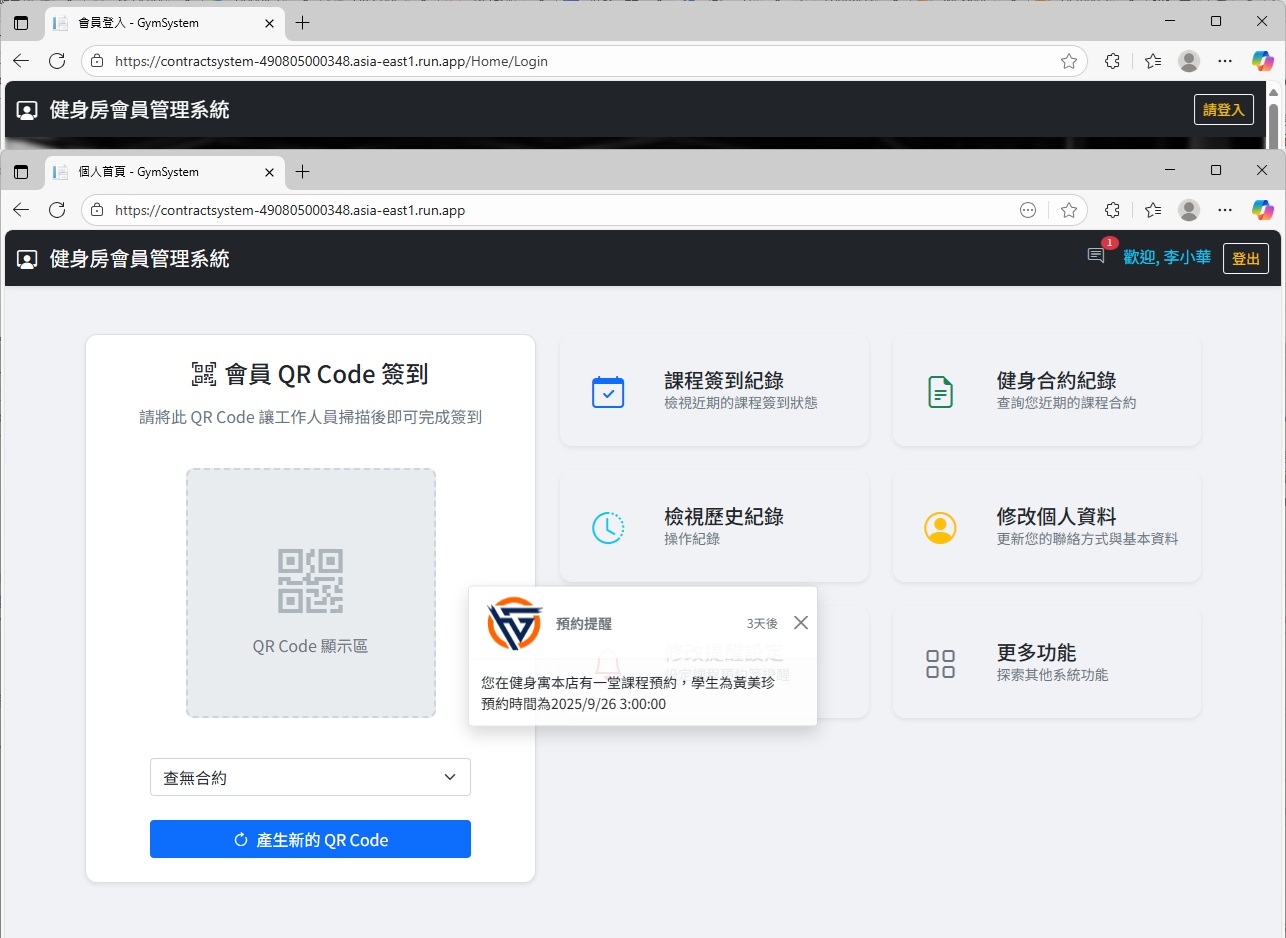 會員登入 - GymSystem
https://contractsystem-490805000348.asia-east1.run.app/Home/Login
健身房會員管理系統
請登入
個人首頁 - GymSystem
https://contractsystem-490805000348.asia-east1.run.app
健身房會員管理系統
1
歡迎, 李小華
登出
會員 QR Code 簽到
請將此 QR Code 讓工作人員掃描後即可完成簽到
QR Code 顯示區
查無合約
產生新的 QR Code
課程簽到紀錄
檢視近期的課程簽到狀態
健身合約紀錄
查詢您近期的課程合約
檢視歷史紀錄
操作紀錄
修改個人資料
更新您的聯絡方式與基本資料
預約提醒
3天後
修改提醒設定
您在健身寓本店有一堂課程預約，學生為黃美珍
預約時間為2025/9/26 3:00:00
更多功能
探索其他系統功能